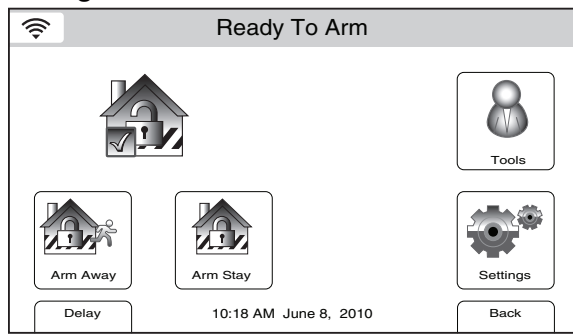 Ready To Arm
Tools
Arm Away
Arm Stay
Settings
Delay
10:18 AM June 8, 2010
Back